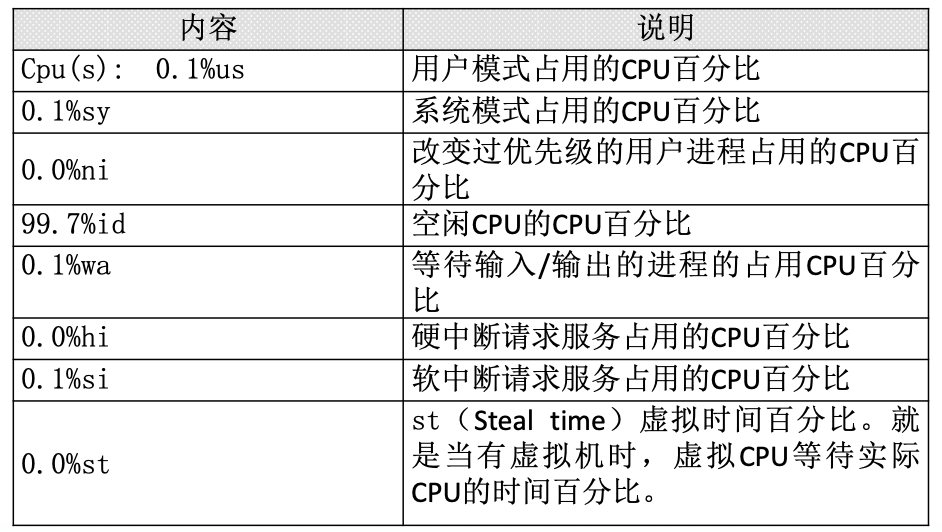 内容 说明
Cpu(s): 0.1%us 用户模式占用的CPU百分比
0.1%sy 系统模式占用的CPU百分比
0.0%ni 改变过优先级的用户进程占用的CPU百
分比
99.7%id 空闲CPU的CPU百分比
0.1%wa 等待输入/输出的进程的占用CPU百分
比
0.0%hi 硬中断请求服务占用的CPU百分比
0.1%si 软中断请求服务占用的CPU百分比
0.0%st st（Steal time）虚拟时间百分比。就
是当有虚拟机时，虚拟CPU等待实际
CPU的时间百分比。